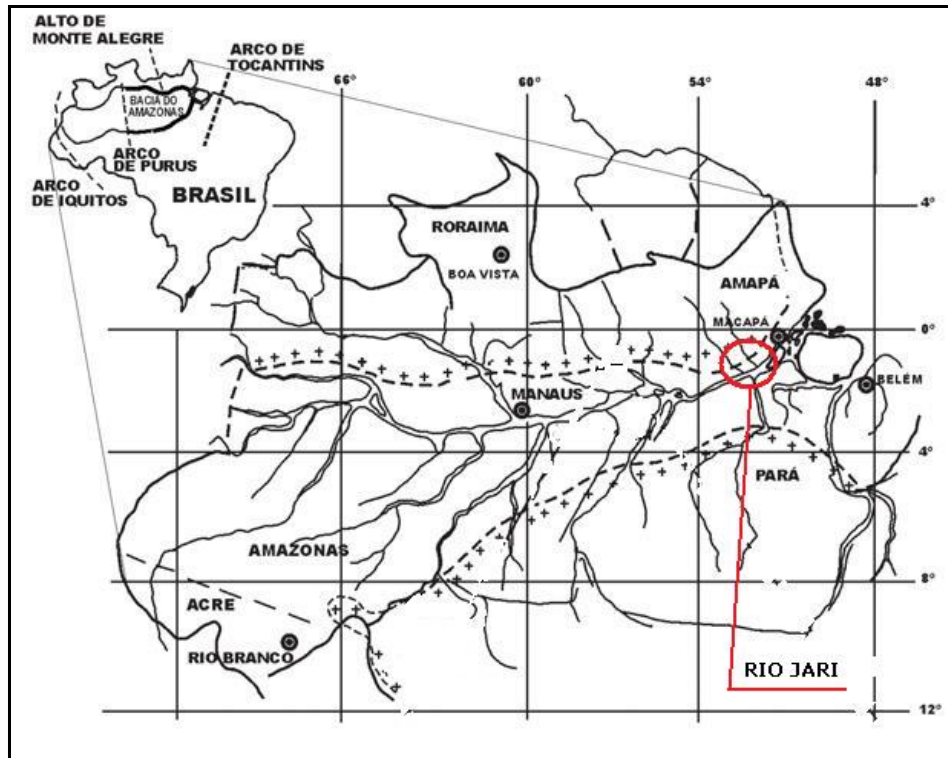 ALTO DE
MONTE ALEGRE
ARCO DE
TOCANTINS
BACIA DO
AMAZONAS
ARCO
DE PURUS
ARCO
DE IQUITOS
BRASIL
66°
60°
54°
48°
4°
RORAIMA
BOA VISTA
AMAPÁ
MACAPÁ
0°
MANAUS
BELÉM
4°
PARÁ
AMAZONAS
8°
ACRE
RIO BRANCO
RIO JARI
12°